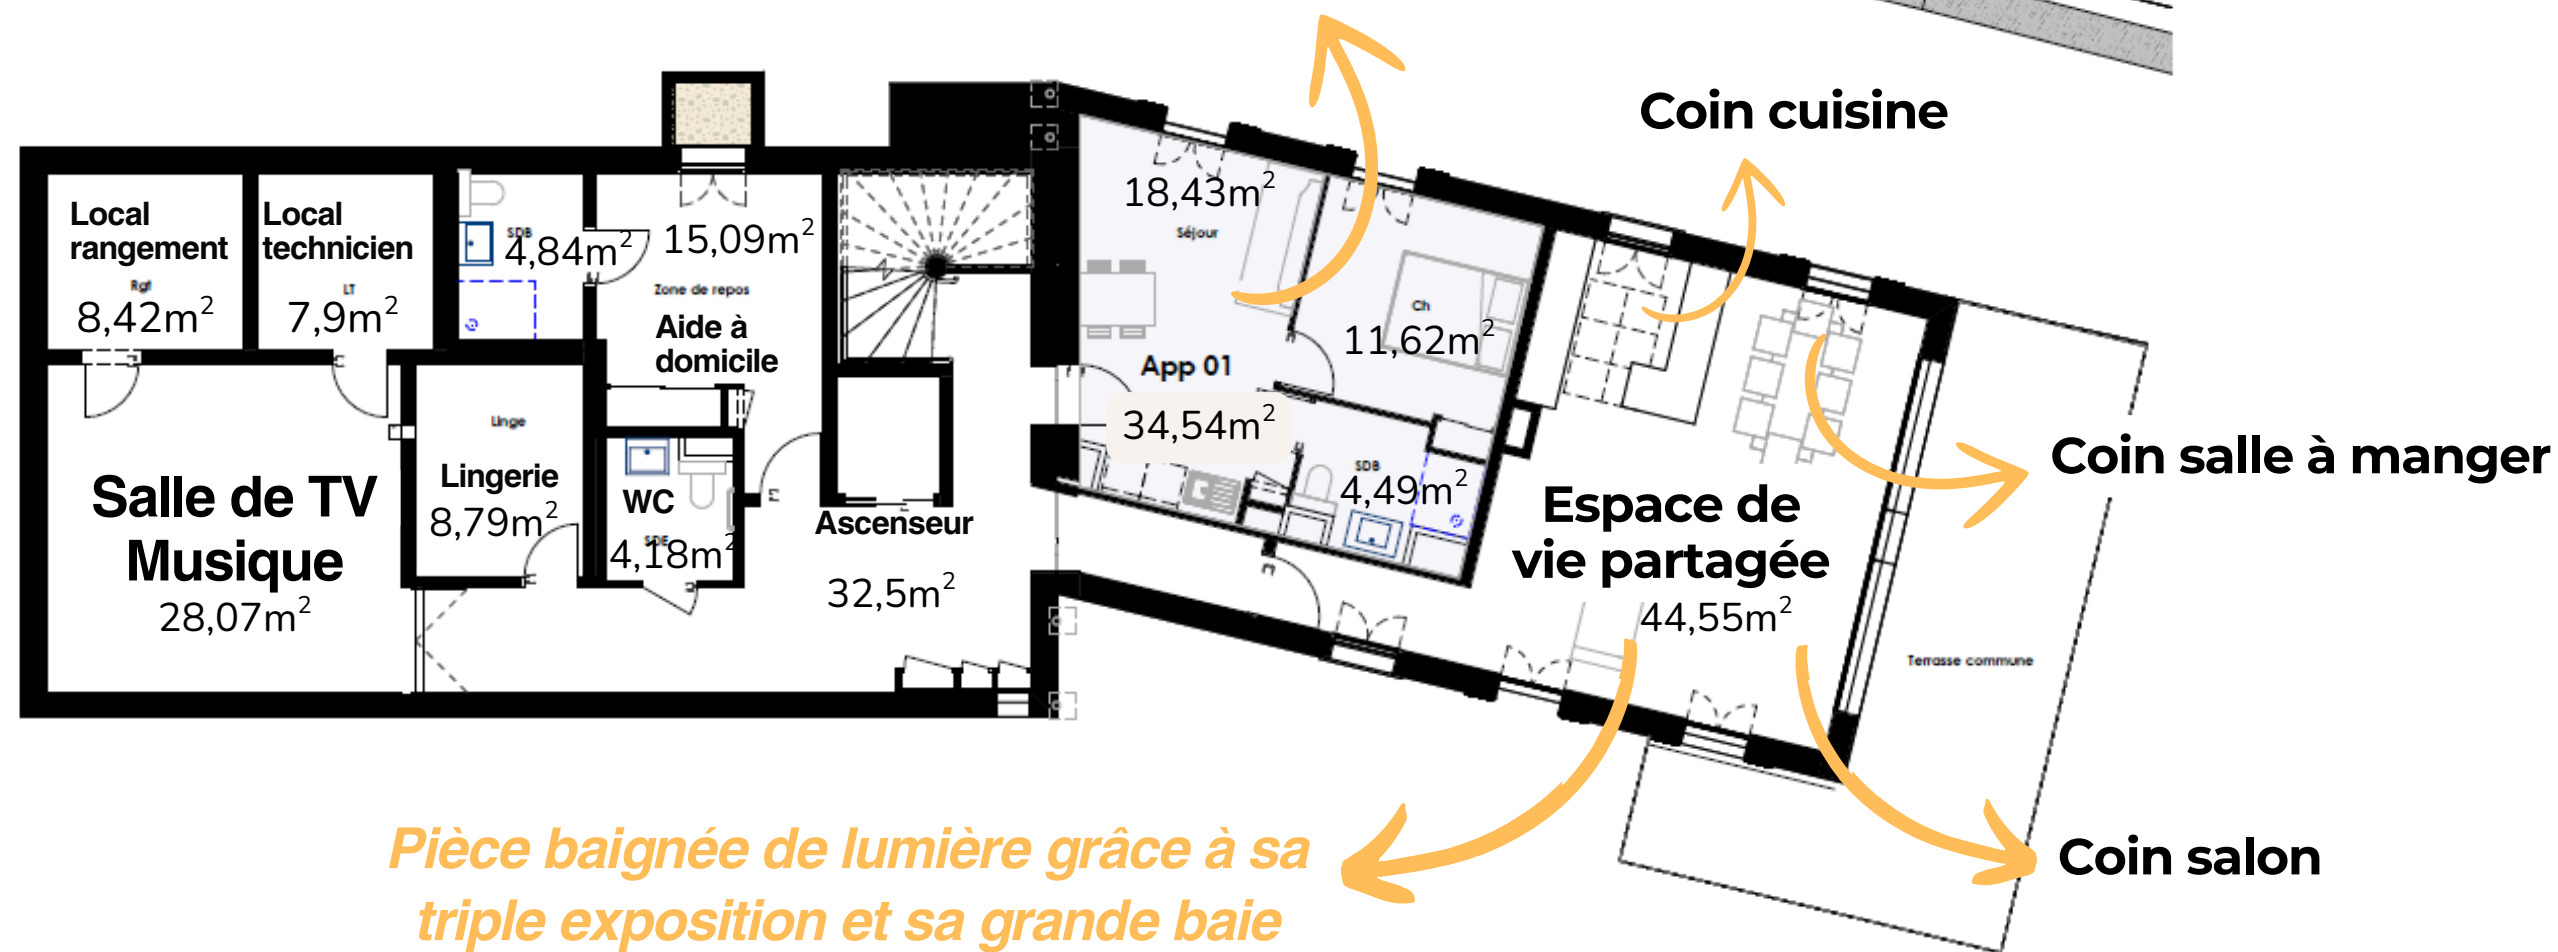 Coin cuisine
18,43m²
Séjour
Local
rangement
Rgt
8,42m²
Local
technicien
LT
7,9m²
SDB
4,84m²
15,09m²
Zone de repos
Aide à
domicile
Ch
11,62m²
App 01
34,54m²
Linge
Lingerie
8,79m²
Salle de TV
Musique
28,07m²
WC
SDE
4,18m²
Ascenseur
32,5m²
SDB
4,49m²
Coin salle à manger
Espace de
vie partagée
44,55m²
Terrasse commune
Coin salon
Pièce baignée de lumière grâce à sa
triple exposition et sa grande baie